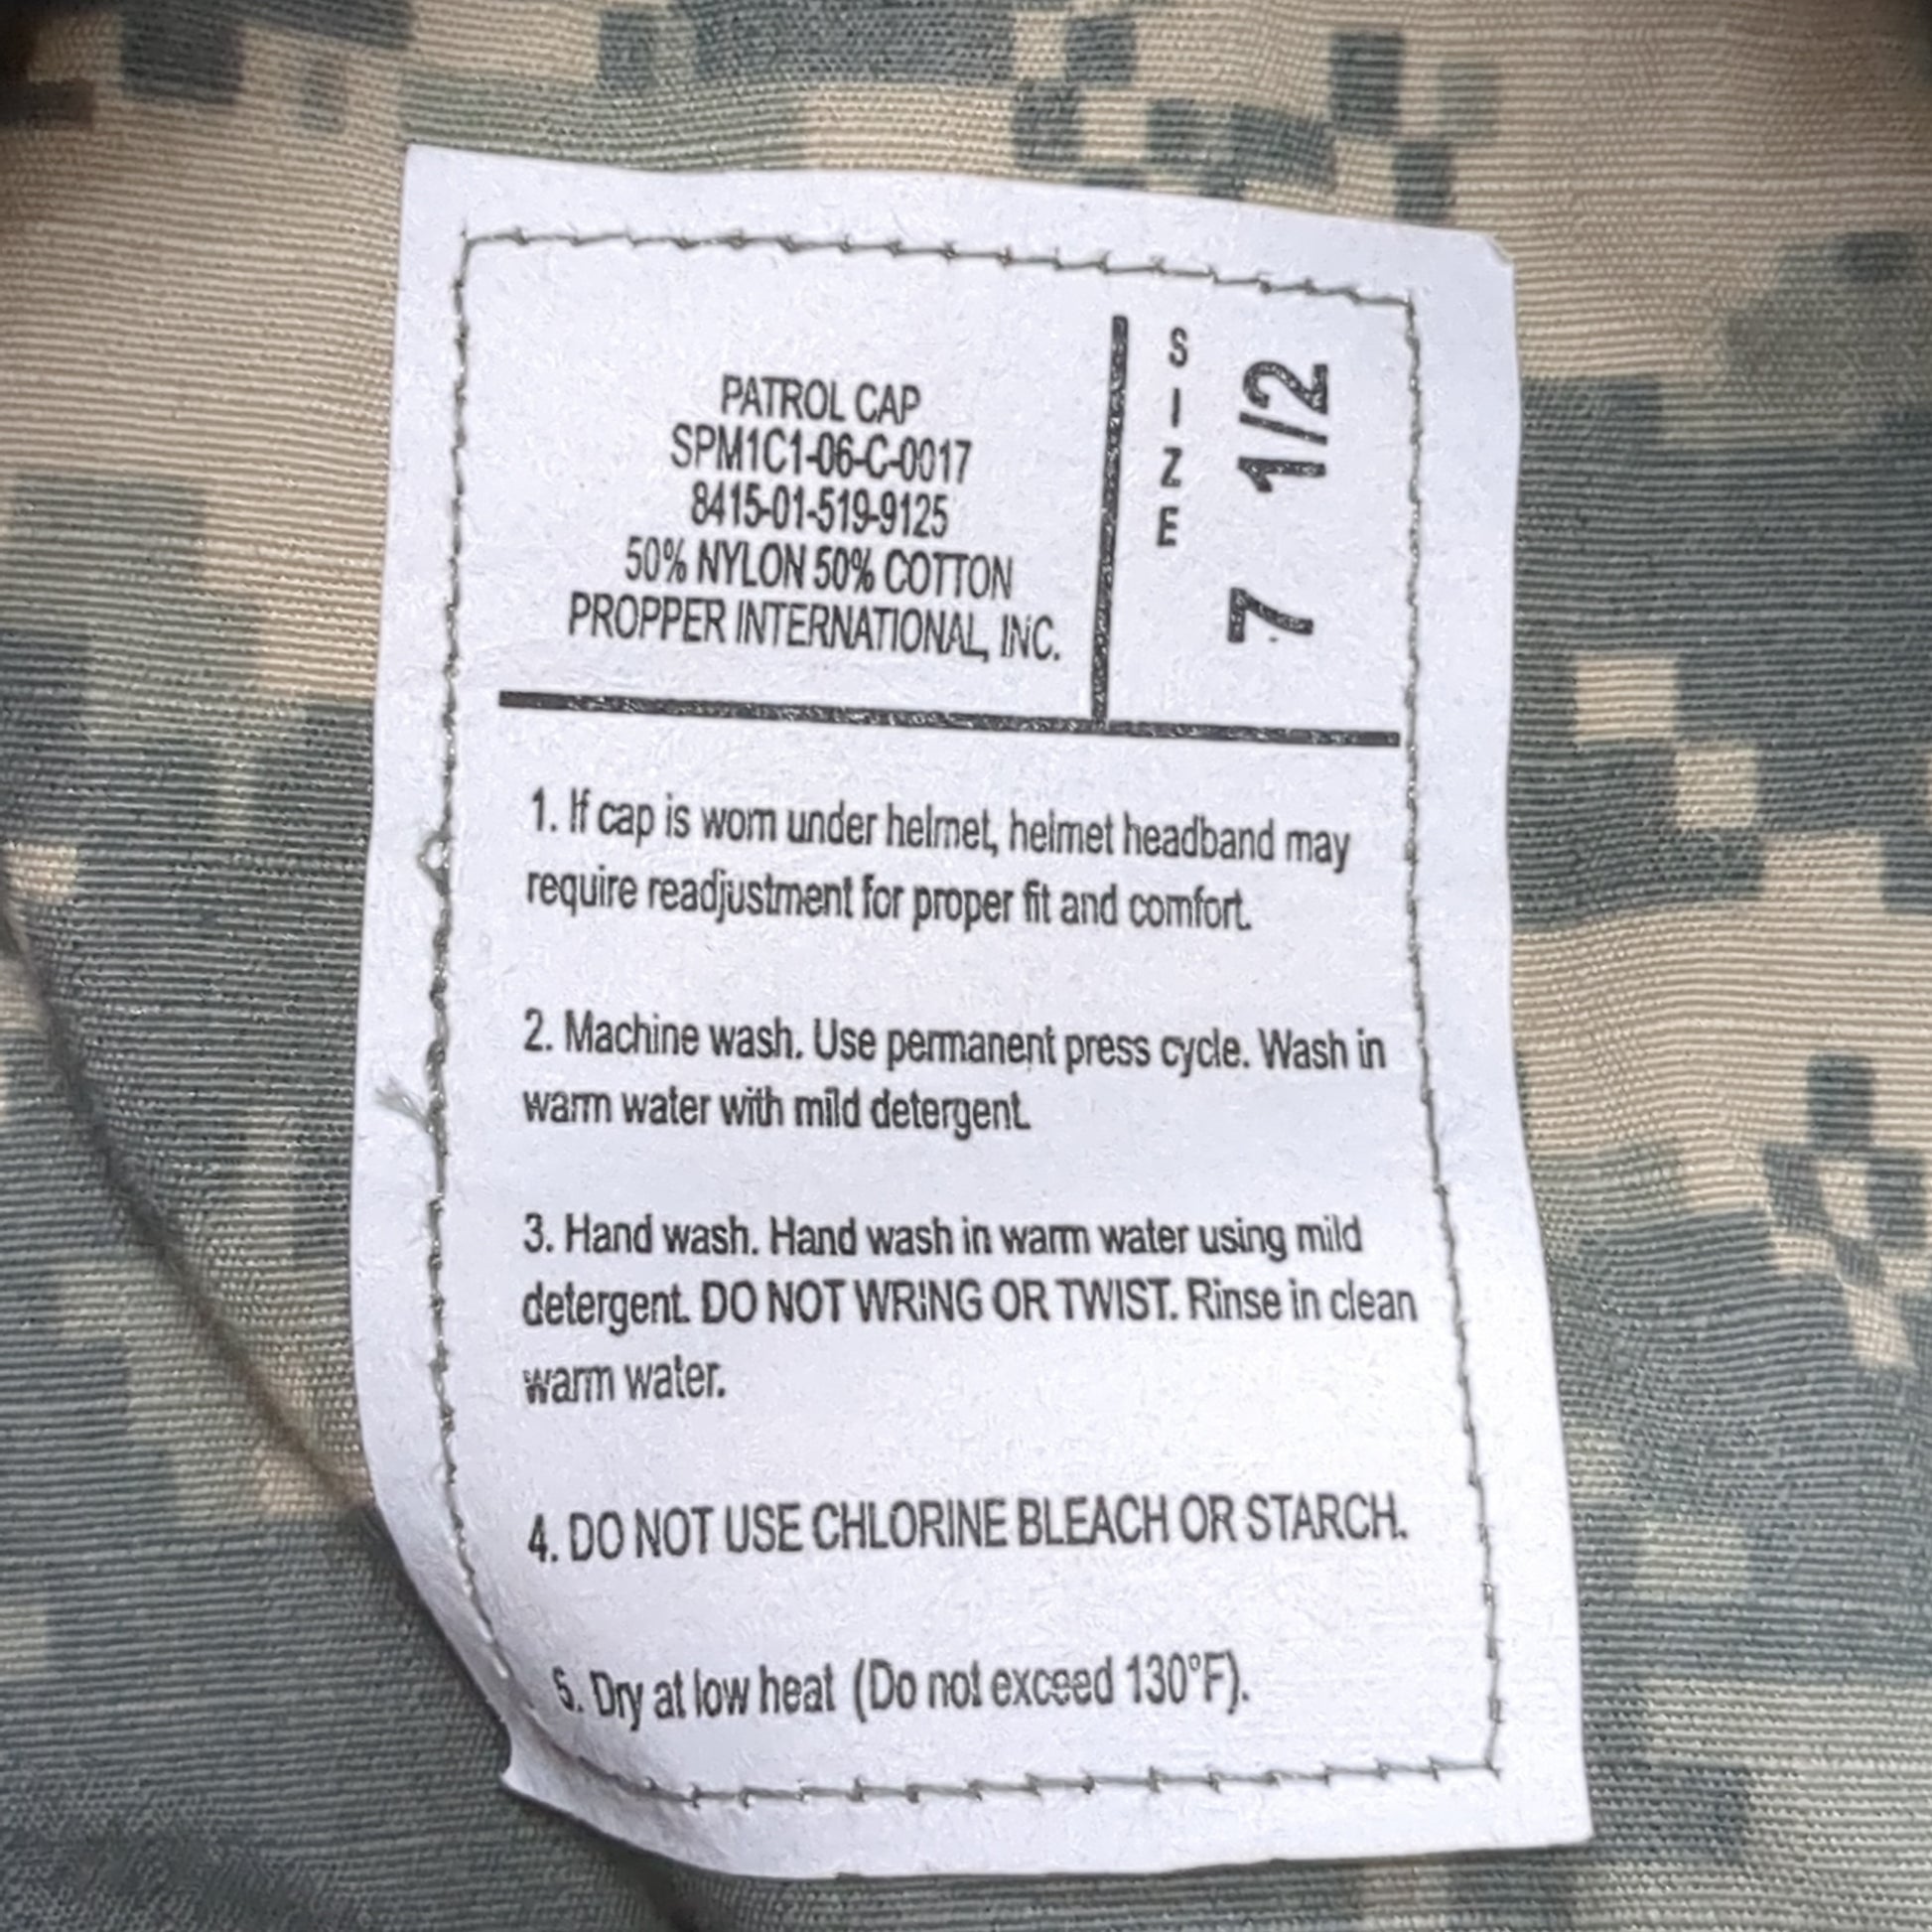 PATROL CAP
SPM1C1-06-C-0017
8415-01-519-9125
50% NYLON 50% COTTON
PROPPER INTERNATIONAL, INC.
SIZE
7 1/2
1. If cap is worn under helmet, helmet headband may
require readjustment for proper fit and comfort.
2. Machine wash. Use permanent press cycle. Wash in
warm water with mild detergent.
3. Hand wash. Hand wash in warm water using mild
detergent. DO NOT WRING OR TWIST. Rinse in clean
warm water.
4. DO NOT USE CHLORINE BLEACH OR STARCH.
5. Dry at low heat (Do not exceed 130°F).